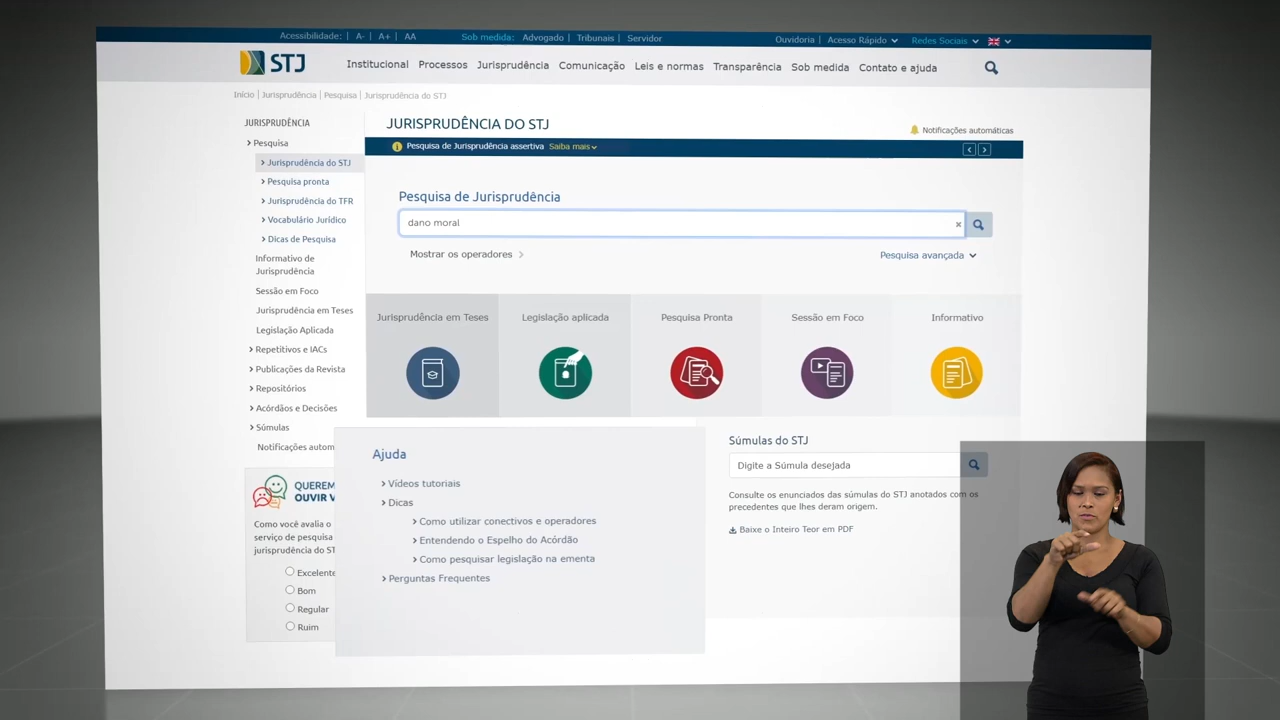 Acessibilidade: | A- | A+ | AA
Sob medida: Advogado | Tribunais | Servidor
Ouvidoria | Acesso Rápido
Redes Sociais
STJ
Institucional Processos Jurisprudência Comunicação Leis e normas Transparência Sob medida Contato e ajuda
Início | Jurisprudência | Pesquisa | Jurisprudência do STJ
JURISPRUDÊNCIA
Pesquisa
Jurisprudência do STJ
Pesquisa pronta
Jurisprudência do TFR
Vocabulário Jurídico
Dicas de Pesquisa
Informativo de
Jurisprudência
Sessão em Foco
Jurisprudência em Teses
Legislação Aplicada
Repetitivos e IACs
Publicações da Revista
Repositórios
Acórdãos e Decisões
Súmulas
Notificações autom
QUEREM
OUVIR V
Como você avalia o
serviço de pesquisa
jurisprudência do ST
Excelente
Bom
Regular
Ruim
JURISPRUDÊNCIA DO STJ
Notificações automáticas
Pesquisa de Jurisprudência assertiva Saiba mais
Pesquisa de Jurisprudência
dano moral
Mostrar os operadores
Pesquisa avançada
Jurisprudência em Teses
Legislação aplicada
Pesquisa Pronta
Sessão em Foco
Informativo
Ajuda
Vídeos tutoriais
Dicas
Como utilizar conectivos e operadores
Entendendo o Espelho do Acórdão
Como pesquisar legislação na ementa
Perguntas Frequentes
Súmulas do STJ
Digite a Súmula desejada
Consulte os enunciados das súmulas do STJ anotados com os
precedentes que lhes deram origem.
Baixe o Inteiro Teor em PDF